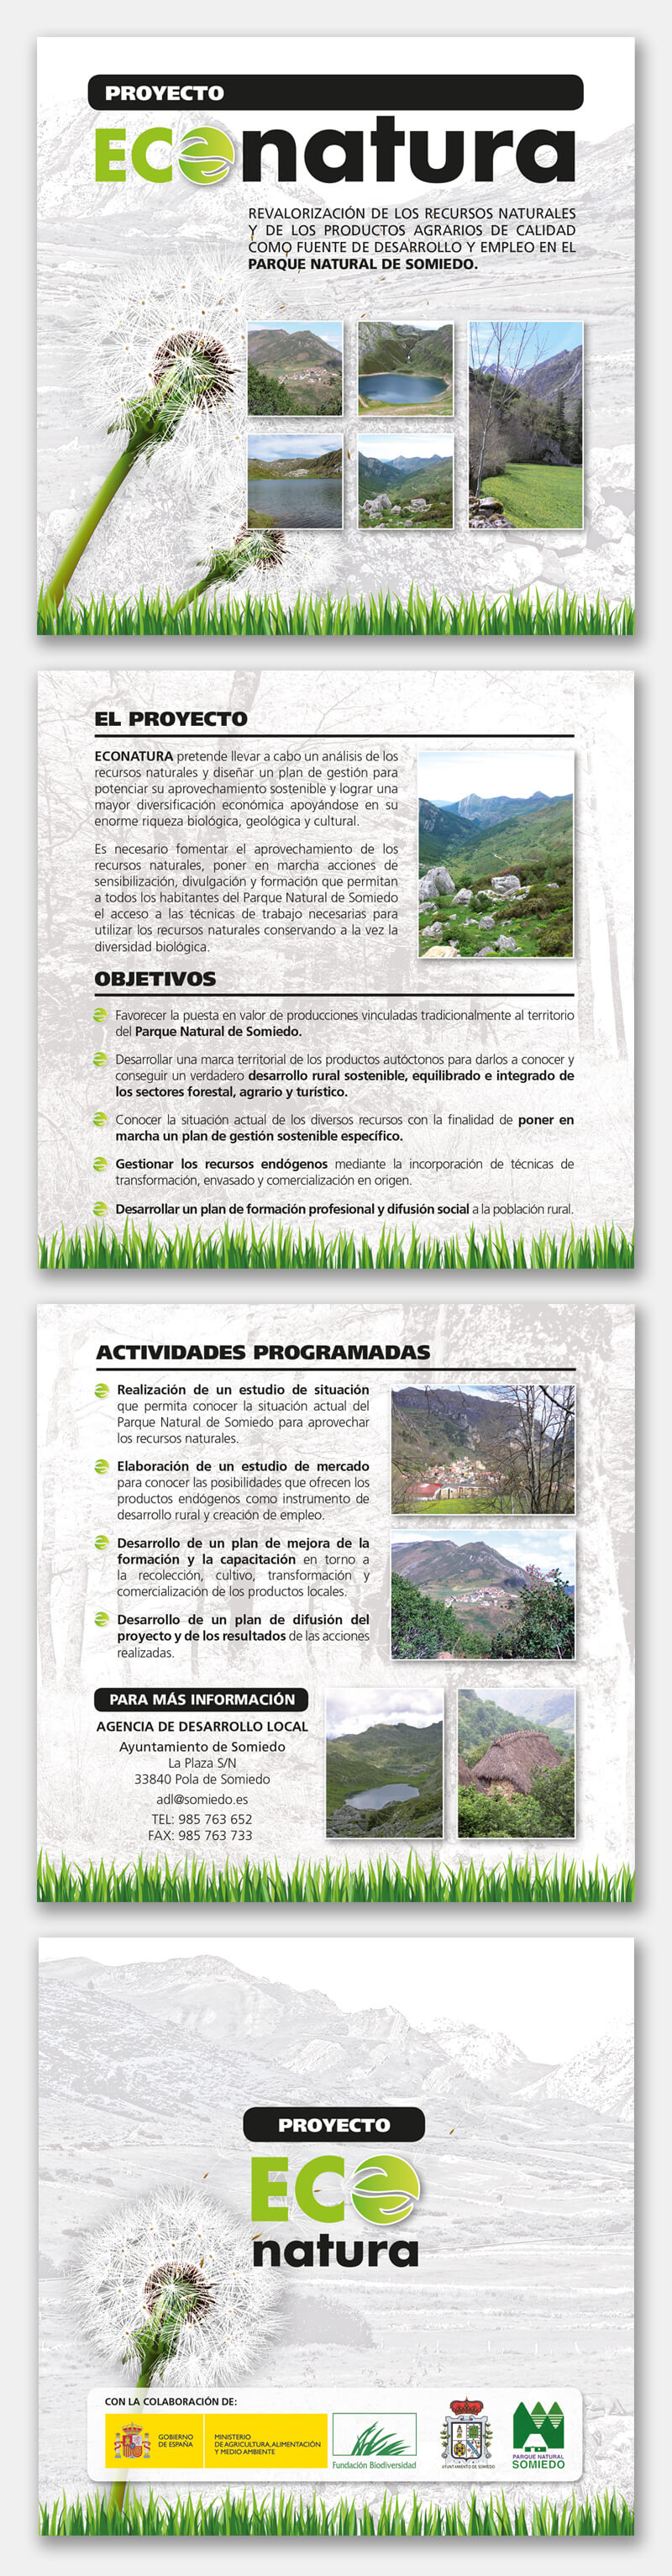 PROYECTO
ECOnatura
REVALORIZACIÓN DE LOS RECURSOS NATURALES
Y DE LOS PRODUCTOS AGRARIOS DE CALIDAD
COMO FUENTE DE DESARROLLO Y EMPLEO EN EL
PARQUE NATURAL DE SOMIEDO.
EL PROYECTO
ECONATURA pretende llevar a cabo un análisis de los
recursos naturales y diseñar un plan de gestión para
potenciar su aprovechamiento sostenible y lograr una
mayor diversificación económica apoyándose en su
enorme riqueza biológica, geológica y cultural.
Es necesario fomentar el aprovechamiento de los
recursos naturales, poner en marcha acciones de
sensibilización, divulgación y formación que permitan
a todos los habitantes del Parque Natural de Somiedo
el acceso a las técnicas de trabajo necesarias para
utilizar los recursos naturales conservando a la vez la
diversidad biológica.
OBJETIVOS
Favorecer la puesta en valor de producciones vinculadas tradicionalmente al territorio
del Parque Natural de Somiedo.
Desarrollar una marca territorial de los productos autóctonos para darlos a conocer y
conseguir un verdadero desarrollo rural sostenible, equilibrado e integrado de
los sectores forestal, agrario y turístico.
Conocer la situación actual de los diversos recursos con la finalidad de poner en
marcha un plan de gestión sostenible específico.
Gestionar los recursos endógenos mediante la incorporación de técnicas de
transformación, envasado y comercialización en origen.
Desarrollar un plan de formación profesional y difusión social a la población rural.
ACTIVIDADES PROGRAMADAS
Realización de un estudio de situación
que permita conocer la situación actual del
Parque Natural de Somiedo para aprovechar
los recursos naturales.
Elaboración de un estudio de mercado
para conocer las posibilidades que ofrecen los
productos endógenos como instrumento de
desarrollo rural y creación de empleo.
Desarrollo de un plan de mejora de la
formación y la capacitación en torno a
la recolección, cultivo, transformación y
comercialización de los productos locales.
Desarrollo de un plan de difusión del
proyecto y de los resultados de las acciones
realizadas.
PARA MÁS INFORMACIÓN
AGENCIA DE DESARROLLO LOCAL
Ayuntamiento de Somiedo
La Plaza S/N
33840 Pola de Somiedo
adl@somiedo.es
TEL: 985 763 652
FAX: 985 763 733
PROYECTO
ECO
natura
CON LA COLABORACIÓN DE:
GOBIERNO
DE ESPAÑA
MINISTERIO
DE AGRICULTURA, ALIMENTACIÓN
Y MEDIO AMBIENTE
Fundación Biodiversidad
AYUNTAMIENTO DE SOMIEDO
PARQUE NATURAL
SOMIEDO